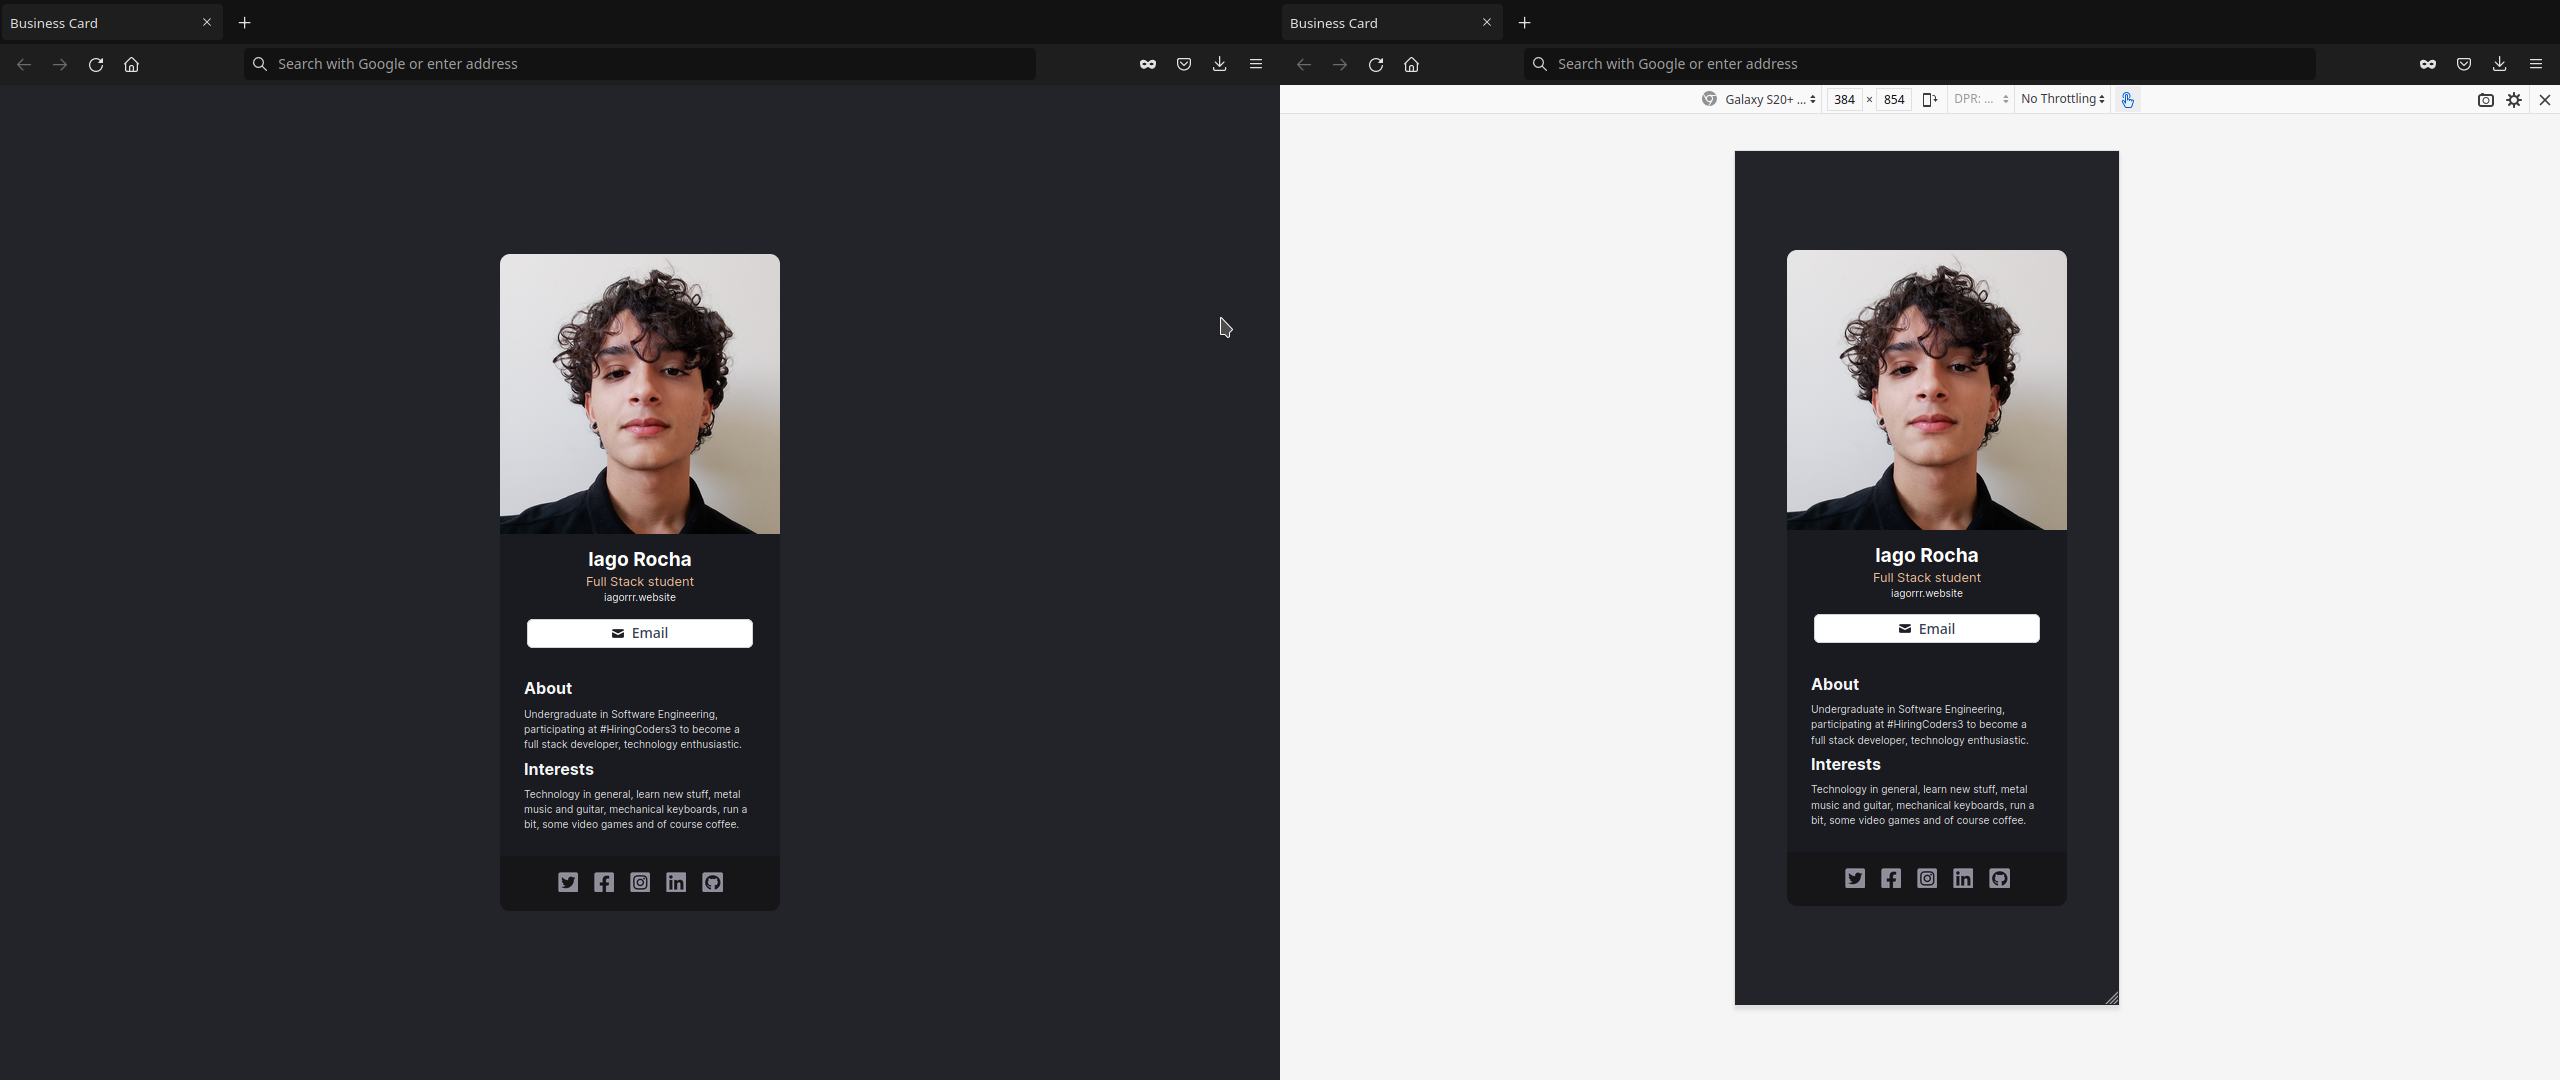 Business Card
Search with Google or enter address
Iago Rocha
Full Stack student
iagorrr.website
Email
About
Undergraduate in Software Engineering,
participating at #HiringCoders3 to become a
full stack developer, technology enthusiastic.
Interests
Technology in general, learn new stuff, metal
music and guitar, mechanical keyboards, run a
bit, some video games and of course coffee.
Business Card
Search with Google or enter address
Galaxy S20+ ... 384 × 854 DPR: ... No Throttling
Iago Rocha
Full Stack student
iagorrr.website
Email
About
Undergraduate in Software Engineering,
participating at #HiringCoders3 to become a
full stack developer, technology enthusiastic.
Interests
Technology in general, learn new stuff, metal
music and guitar, mechanical keyboards, run a
bit, some video games and of course coffee.